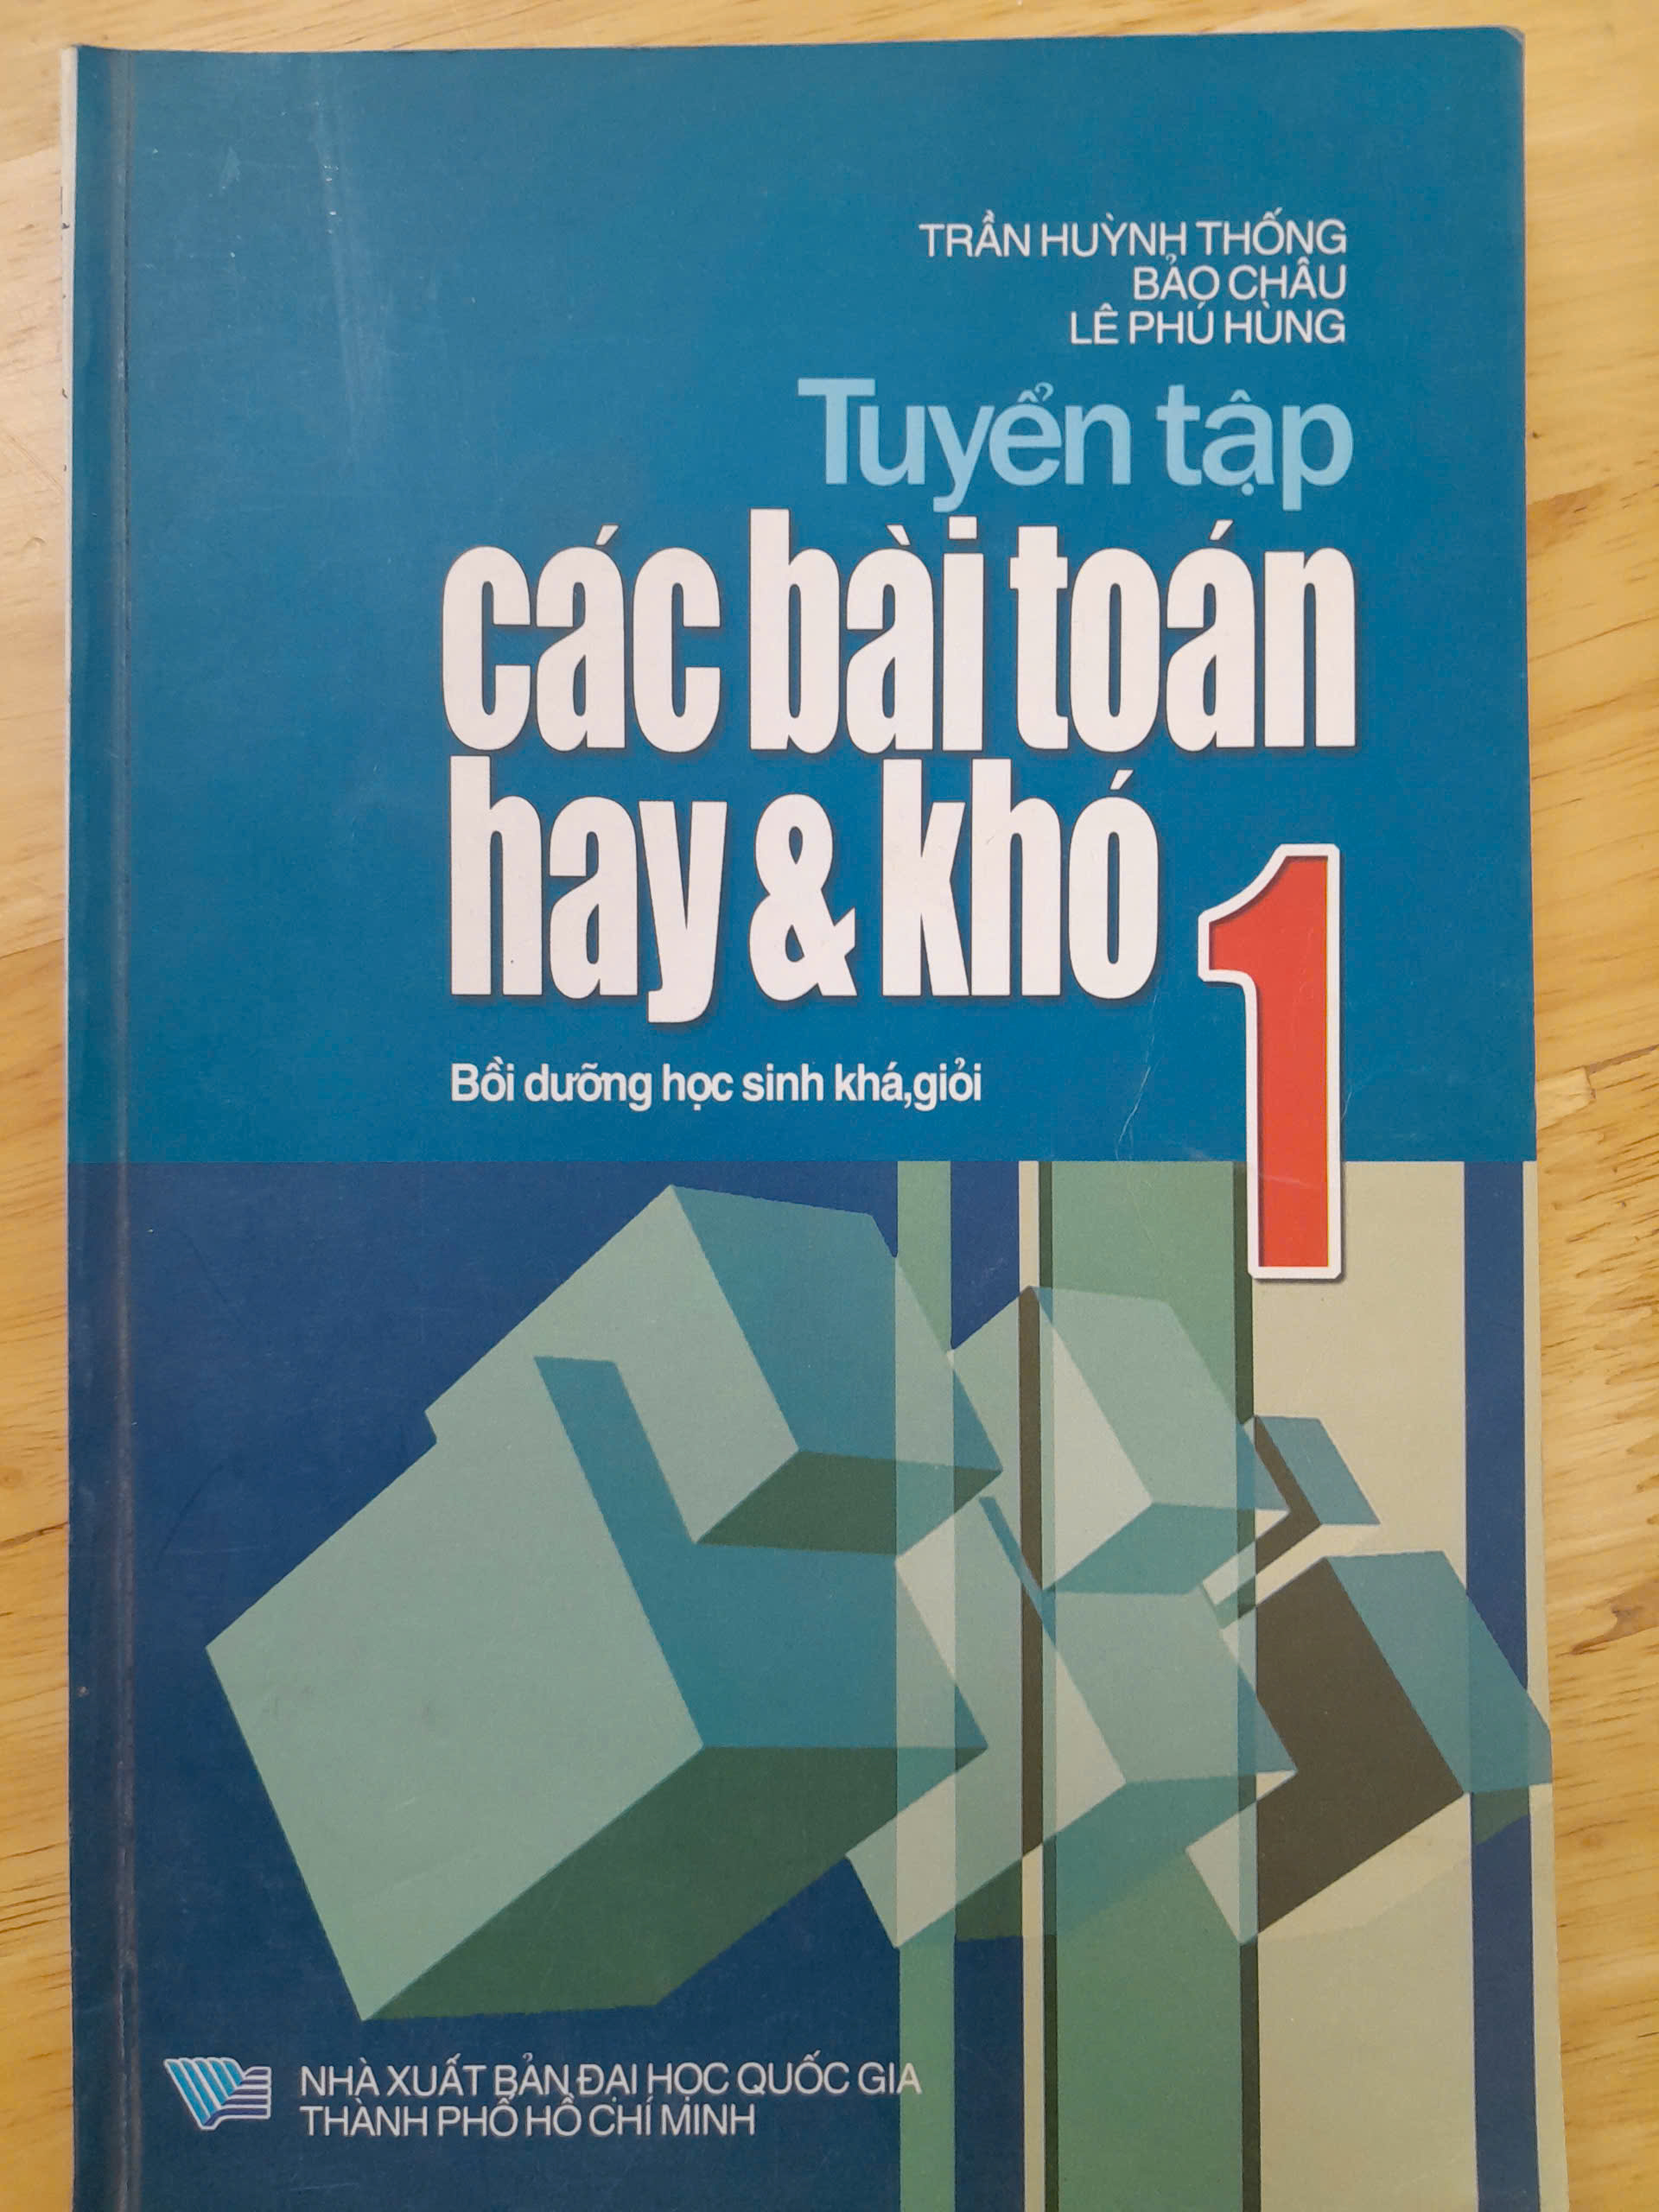 TRẦN HUỲNH THỐNG
BẢO CHÂU
LÊ PHÚ HÙNG
Tuyển tập
các bài toán
hay & khó
1
Bồi dưỡng học sinh khá,giỏi
NHÀ XUẤT BẢN ĐẠI HỌC QUỐC GIA
THÀNH PHỐ HỒ CHÍ MINH